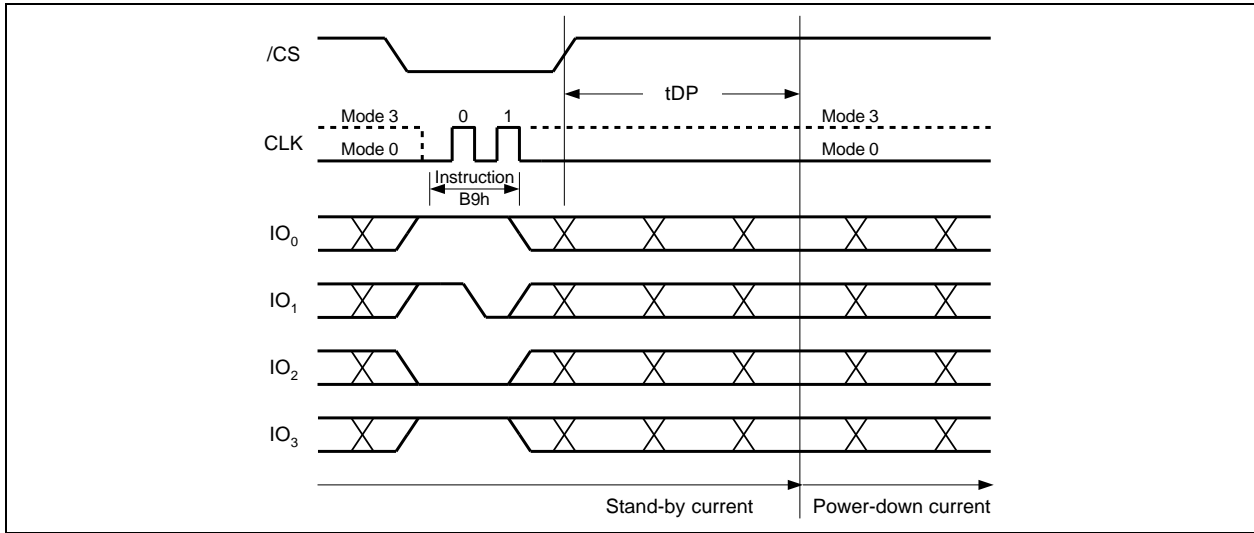 /CS
tDP
Mode 3 0 1 Mode 3
CLK
Mode 0 Mode 0
Instruction
B9h
IO0
IO1
IO2
IO3
Stand-by current Power-down current